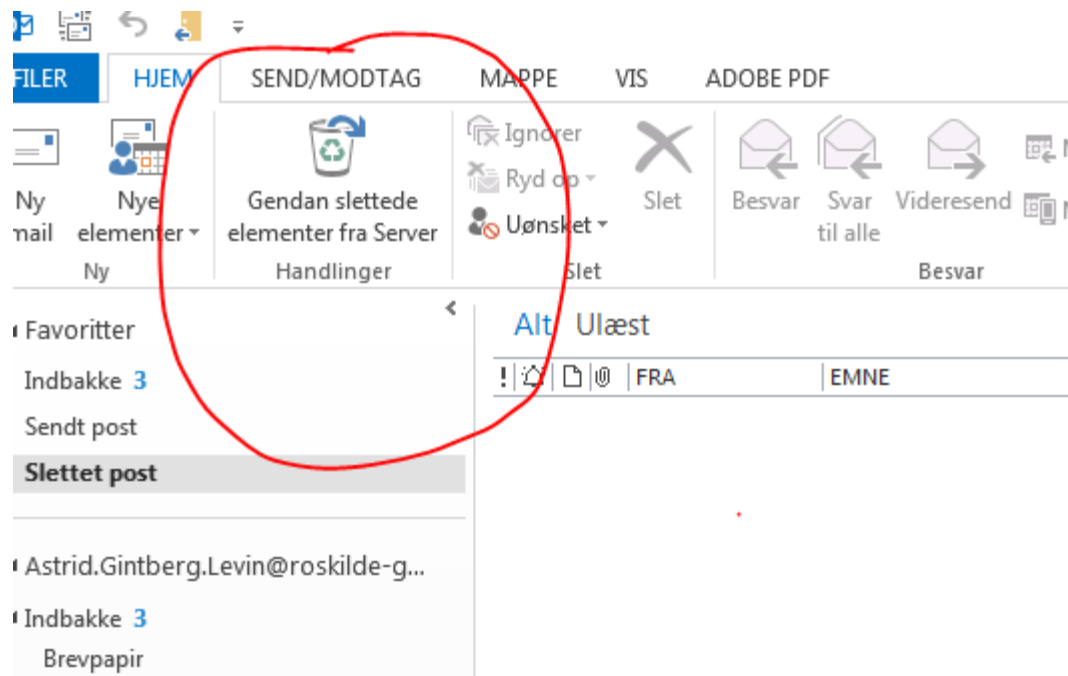 FILER HJEM SEND/MODTAG MAPPE VIS ADOBE PDF
Ny
mail
Nye
elementer
Ny
Gendan slettede
elementer fra Server
Handlinger
Ignorer
Ryd op
Uønsket
Slet
Slet
Besvar
Svar
til alle
Videresend
M
M
Besvar
Favoritter
Indbakke 3
Sendt post
Slettet post
Astrid.Gintberg.Levin@roskilde-g...
Indbakke 3
Brevpapir
Alt Ulæst
! FRA EMNE